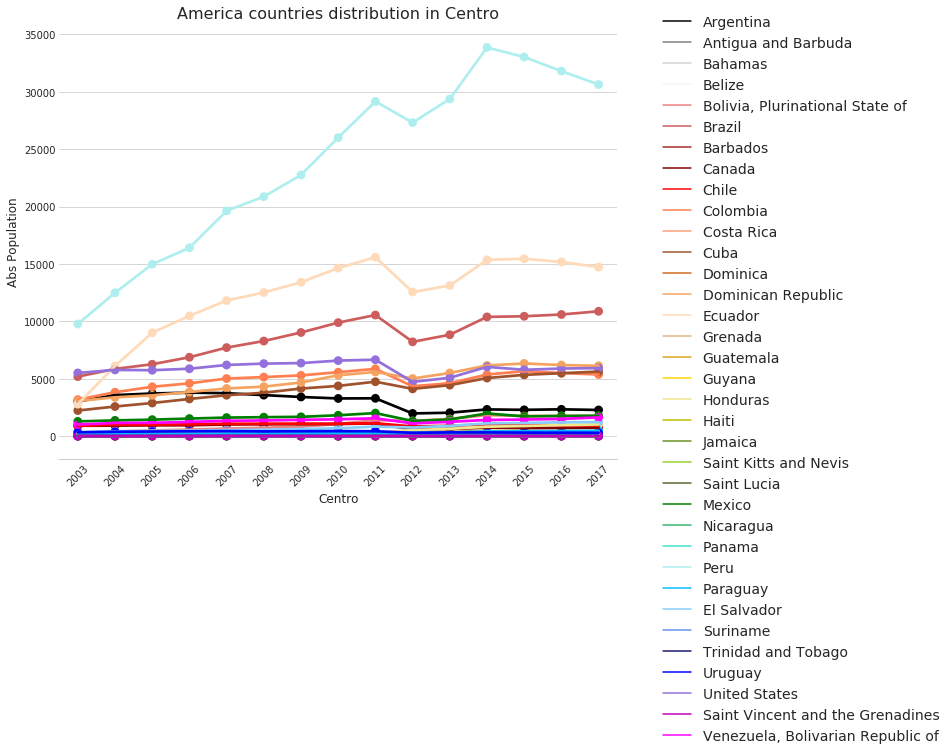 America countries distribution in Centro
35000
30000
25000
20000
15000
10000
5000
0
Abs Population
2003 2004 2005 2006 2007 2008 2009 2010 2011 2012 2013 2014 2015 2016 2017
Centro
Argentina
Antigua and Barbuda
Bahamas
Belize
Bolivia, Plurinational State of
Brazil
Barbados
Canada
Chile
Colombia
Costa Rica
Cuba
Dominica
Dominican Republic
Ecuador
Grenada
Guatemala
Guyana
Honduras
Haiti
Jamaica
Saint Kitts and Nevis
Saint Lucia
Mexico
Nicaragua
Panama
Peru
Paraguay
El Salvador
Suriname
Trinidad and Tobago
Uruguay
United States
Saint Vincent and the Grenadines
Venezuela, Bolivarian Republic of